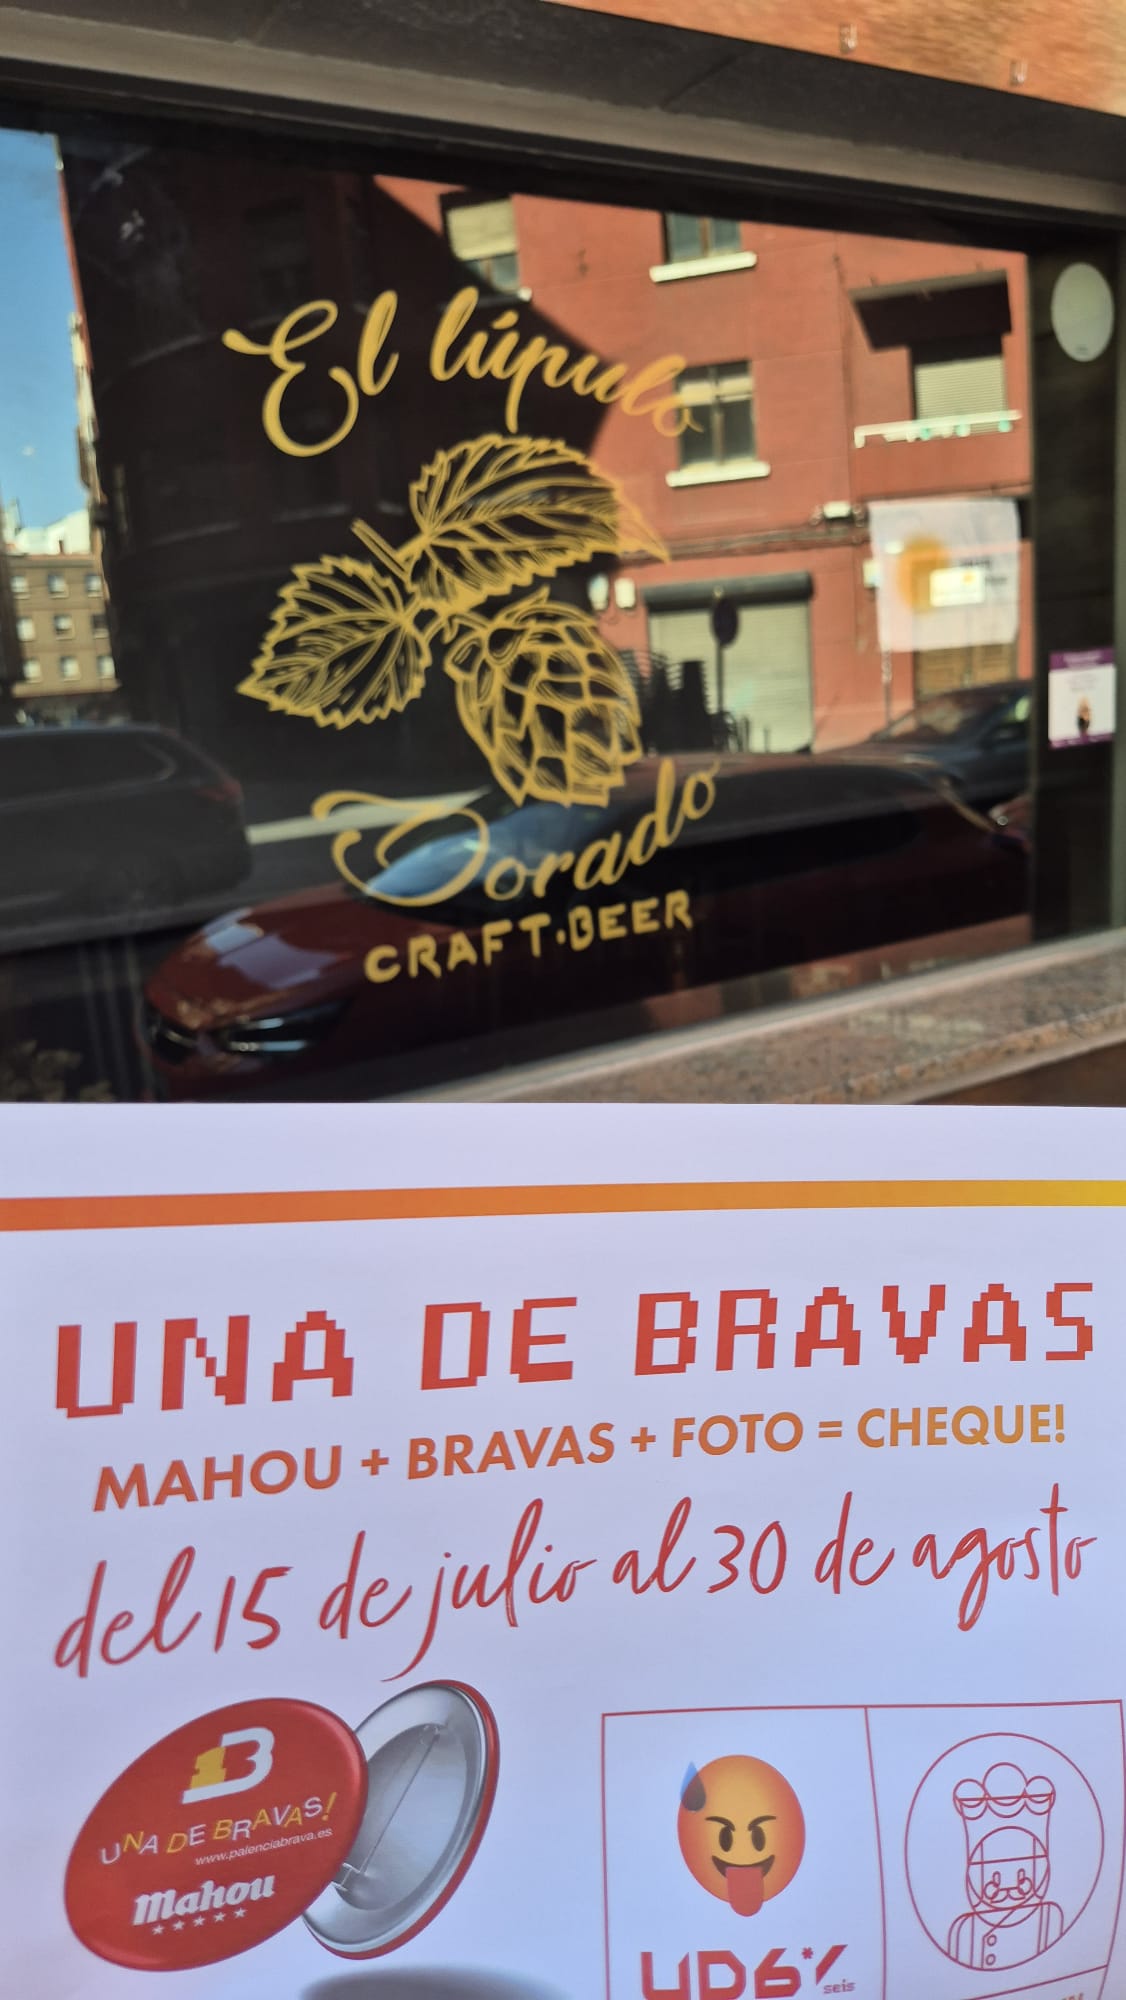 El lúpulo
Dorado
CRAFT·BEER
UNA DE BRAVAS
MAHOU + BRAVAS + FOTO = CHEQUE!
del 15 de julio al 30 de agosto
1B
UNA DE BRAVAS!
www.palenciabrava.es
Mahou
UD6*/
seis